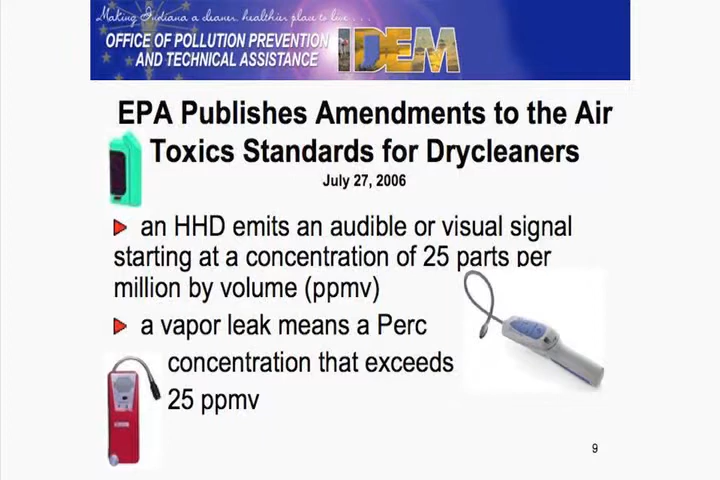 Making Indiana a cleaner, healthier place to live . . .
OFFICE OF POLLUTION PREVENTION
AND TECHNICAL ASSISTANCE
IDEM
EPA Publishes Amendments to the Air
Toxics Standards for Drycleaners
July 27, 2006
an HHD emits an audible or visual signal
starting at a concentration of 25 parts per
million by volume (ppmv)
a vapor leak means a Perc
concentration that exceeds
25 ppmv
9